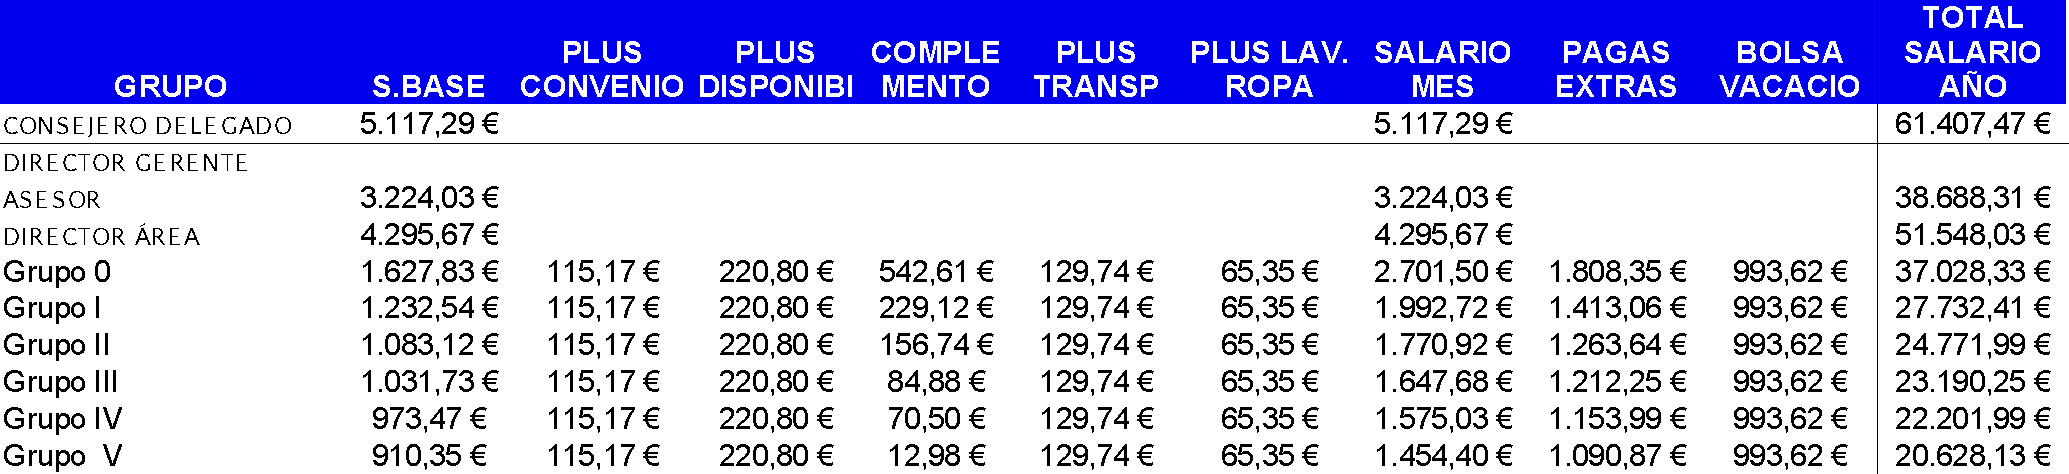 GRUPO S.BASE PLUS CONVENIO PLUS DISPONIBI COMPLE MENTO PLUS TRANSP PLUS LAV. ROPA SALARIO MES PAGAS EXTRAS BOLSA VACACIO TOTAL SALARIO AÑO
CONSEJERO DELEGADO 5.117,29 € 5.117,29 € 61.407,47 €
DIRECTOR GERENTE
ASESOR 3.224,03 € 3.224,03 € 38.688,31 €
DIRECTOR ÁREA 4.295,67 € 4.295,67 € 51.548,03 €
Grupo 0 1.627,83 € 115,17 € 220,80 € 542,61 € 129,74 € 65,35 € 2.701,50 € 1.808,35 € 993,62 € 37.028,33 €
Grupo I 1.232,54 € 115,17 € 220,80 € 229,12 € 129,74 € 65,35 € 1.992,72 € 1.413,06 € 993,62 € 27.732,41 €
Grupo II 1.083,12 € 115,17 € 220,80 € 156,74 € 129,74 € 65,35 € 1.770,92 € 1.263,64 € 993,62 € 24.771,99 €
Grupo III 1.031,73 € 115,17 € 220,80 € 84,88 € 129,74 € 65,35 € 1.647,68 € 1.212,25 € 993,62 € 23.190,25 €
Grupo IV 973,47 € 115,17 € 220,80 € 70,50 € 129,74 € 65,35 € 1.575,03 € 1.153,99 € 993,62 € 22.201,99 €
Grupo V 910,35 € 115,17 € 220,80 € 12,98 € 129,74 € 65,35 € 1.454,40 € 1.090,87 € 993,62 € 20.628,13 €